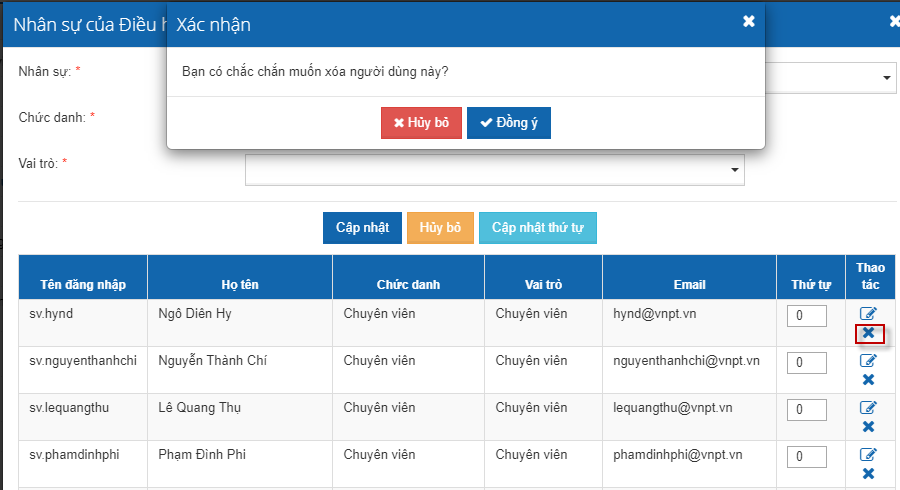 Nhân sự của Điều h
Xác nhận
Bạn có chắc chắn muốn xóa người dùng này?
Hủy bỏ
Đồng ý
Nhân sự: *
Chức danh: *
Vai trò: *
Cập nhật
Hủy bỏ
Cập nhật thứ tự
Tên đăng nhập Họ tên Chức danh Vai trò Email Thứ tự Thao tác
sv.hynd Ngô Diên Hy Chuyên viên Chuyên viên hynd@vnpt.vn 0
sv.nguyenthanhchi Nguyễn Thành Chí Chuyên viên Chuyên viên nguyenthanhchi@vnpt.vn 0
sv.lequangthu Lê Quang Thụ Chuyên viên Chuyên viên lequangthu@vnpt.vn 0
sv.phamdinhphi Phạm Đình Phi Chuyên viên Chuyên viên phamdinhphi@vnpt.vn 0